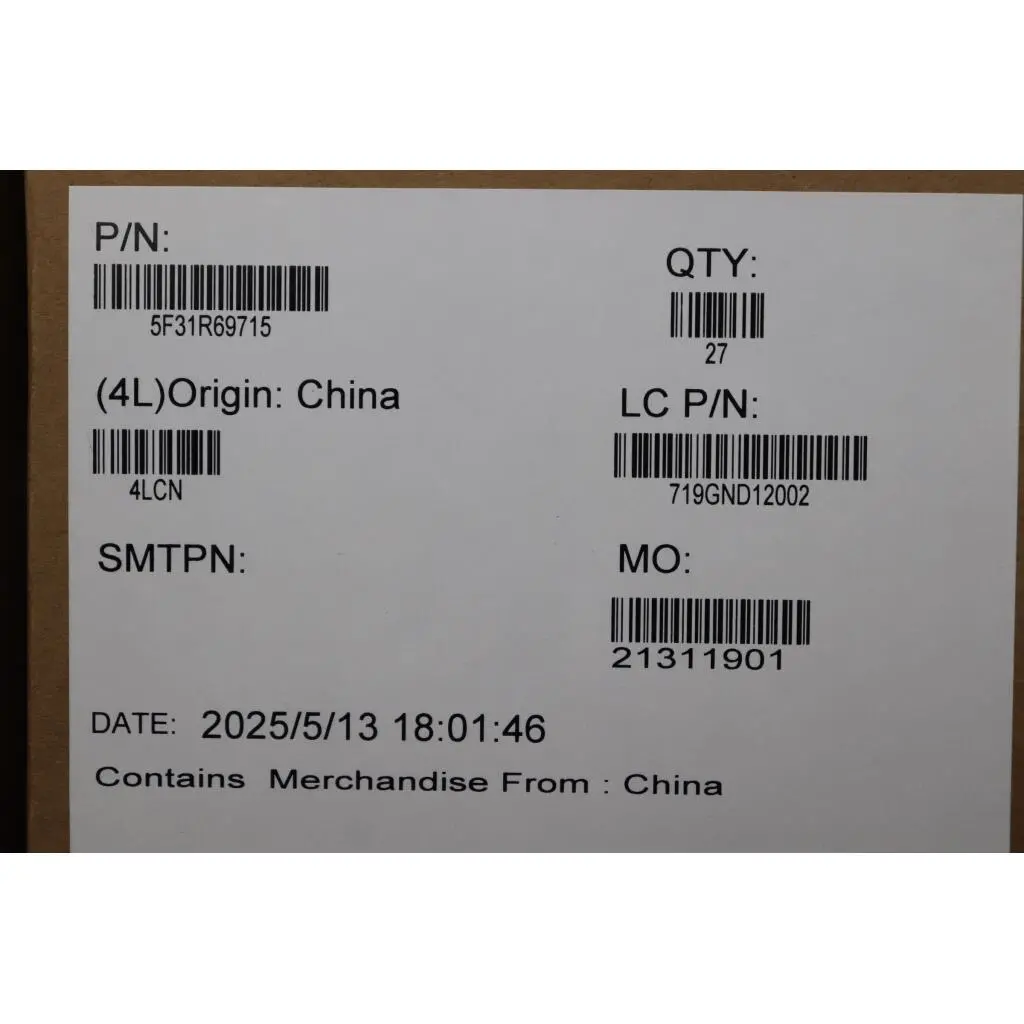 P/N:
5F31R69715
QTY:
27
(4L)Origin: China
4LCN
LC P/N:
719GND12002
SMTPN:
MO:
21311901
DATE: 2025/5/13 18:01:46
Contains Merchandise From : China